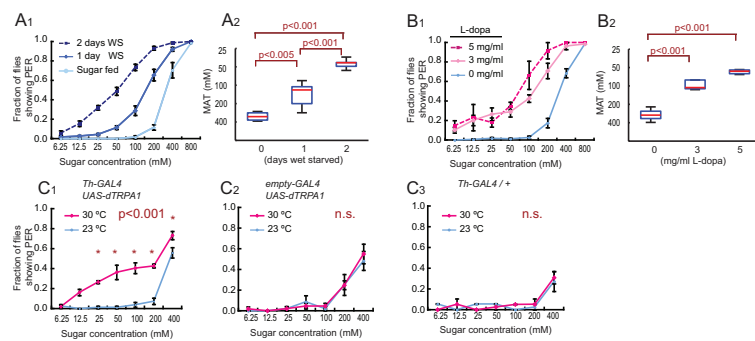 A1
2 days WS
1 day WS
Sugar fed
Fraction of flies
showing PER
1.0
0.8
0.6
0.4
0.2
0.0
6.25
12.5
25
50
100
200
400
800
Sugar concentration (mM)
A2
p<0.001
p<0.005
p<0.001
MAT
(mM)
25
50
100
200
400
0
1
2
(days wet starved)
B1
L-dopa
5 mg/ml
3 mg/ml
0 mg/ml
Fraction of flies
showing PER
1.0
0.8
0.6
0.4
0.2
0.0
6.25
12.5
25
50
100
200
400
800
Sugar concentration (mM)
B2
p<0.001
p<0.001
MAT (mM)
25
50
100
200
400
0
3
5
(mg/ml L-dopa)
C1
Th-GAL4
UAS-dTRPA1
30 ºC
23 ºC
p<0.001
* * * * *
Fraction of flies
showing PER
1.0
0.8
0.6
0.4
0.2
0.0
6.25
12.5
25
50
100
200
400
Sugar concentration (mM)
C2
empty-GAL4
UAS-dTRPA1
30 ºC
23 ºC
n.s.
1.0
0.8
0.6
0.4
0.2
0.0
6.25
12.5
25
50
100
200
400
Sugar concentration (mM)
C3
Th-GAL4 / +
30 ºC
23 ºC
n.s.
1.0
0.8
0.6
0.4
0.2
0.0
6.25
12.5
25
50
100
200
400
Sugar concentration (mM)